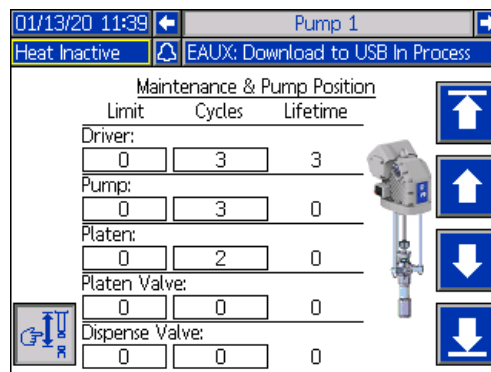 01/13/20 11:39 Pump 1
Heat Inactive EAUX: Download to USB In Process
Maintenance & Pump Position
Limit Cycles Lifetime
Driver:
0 3 3
Pump:
0 3 0
Platen:
0 2 0
Platen Valve:
0 0 0
Dispense Valve:
0 0 0